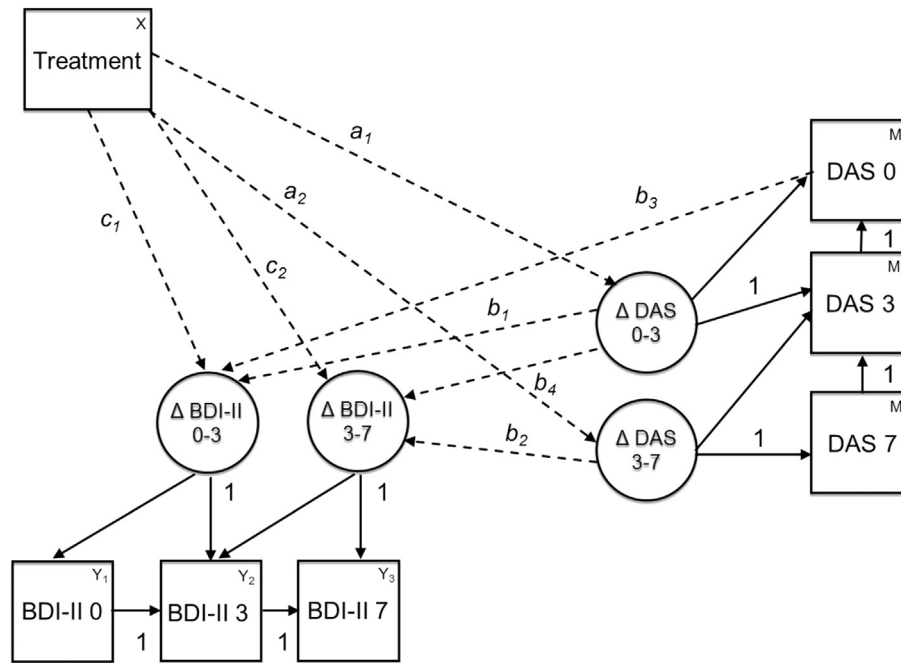 X
Treatment
a1
a2
b3
c1
c2
M
DAS 0
1
M
DAS 3
1
1
M
DAS 7
1
Δ DAS
0-3
b1
b4
Δ DAS
3-7
b2
Δ BDI-II
0-3
Δ BDI-II
3-7
1
1
Y1
BDI-II 0
1
Y2
BDI-II 3
1
Y3
BDI-II 7